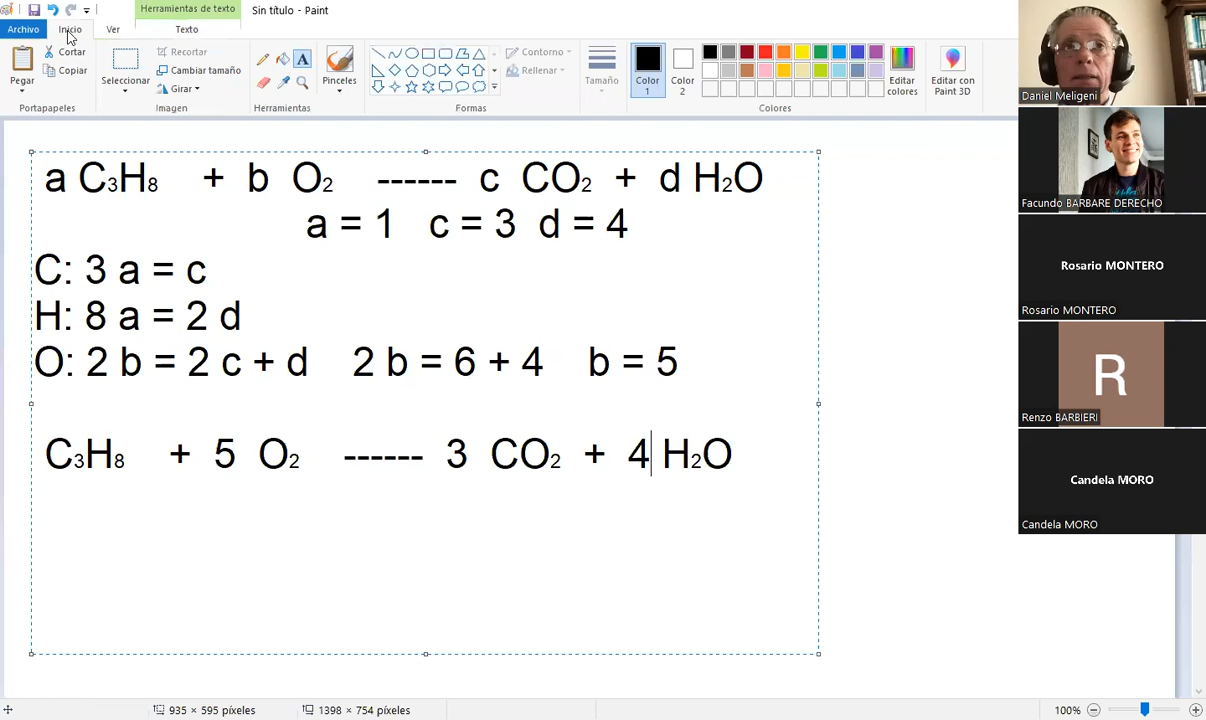 Herramientas de texto
Sin título - Paint
Archivo Inicio Ver Texto
Pegar
Cortar
Copiar
Portapapeles
Seleccionar
Recortar
Cambiar tamaño
Girar
Imagen
A
Pinceles
Herramientas
Contorno
Rellenar
Formas
Tamaño
Color 1
Color 2
Editar colores
Colores
Editar con Paint 3D
a C3H8 + b O2 ------ c CO2 + d H2O
a = 1 c = 3 d = 4
C: 3 a = c
H: 8 a = 2 d
O: 2 b = 2 c + d 2 b = 6 + 4 b = 5
C3H8 + 5 O2 ------ 3 CO2 + 4 H2O
Daniel Meligeni
Facundo BARBARE DERECHO
Rosario MONTERO
Rosario MONTERO
R
Renzo BARBIERI
Candela MORO
Candela MORO
935 × 595 píxeles
1398 × 754 píxeles
100%